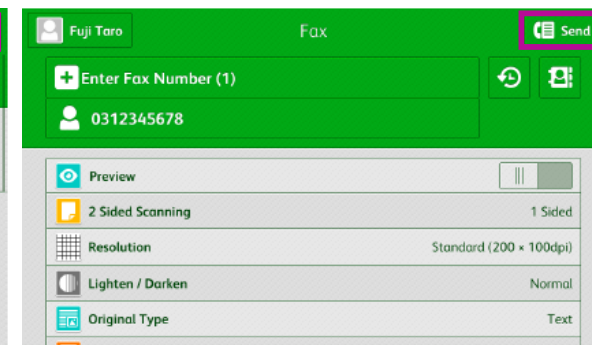 Fuji Taro Fax Send
Enter Fax Number (1)
0312345678
Preview
2 Sided Scanning 1 Sided
Resolution Standard (200 × 100dpi)
Lighten / Darken Normal
Original Type Text